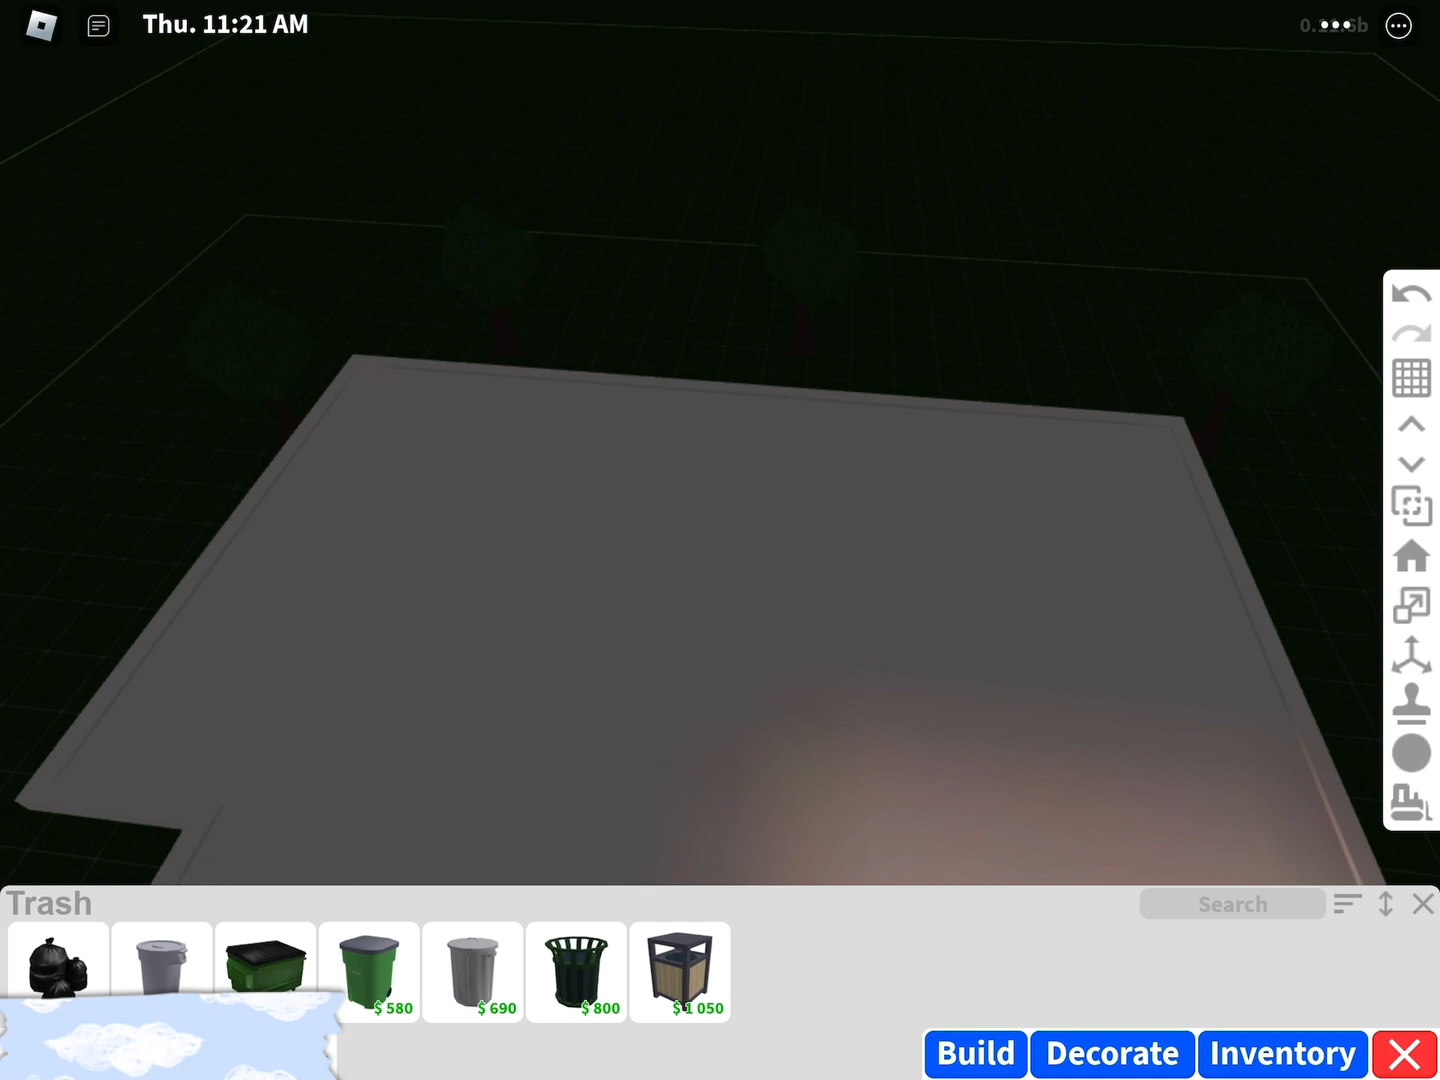 Thu. 11:21 AM
Trash
Search
$ 580
$ 690
$ 800
$ 1 050
Build
Decorate
Inventory